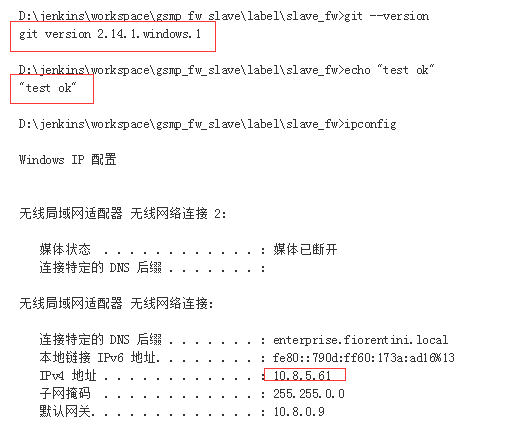 D:\jenkins\workspace\gsmp_fw_slave\label\slave_fw>git --version
git version 2.14.1.windows.1
D:\jenkins\workspace\gsmp_fw_slave\label\slave_fw>echo "test ok"
"test ok"
D:\jenkins\workspace\gsmp_fw_slave\label\slave_fw>ipconfig
Windows IP 配置
无线局域网适配器 无线网络连接 2:
媒体状态 . . . . . . . . . . . . : 媒体已断开
连接特定的 DNS 后缀 . . . . . . . :
无线局域网适配器 无线网络连接:
连接特定的 DNS 后缀 . . . . . . . : enterprise.fiorentini.local
本地链接 IPv6 地址. . . . . . . . : fe80::790d:ff60:173a:ad16%13
IPv4 地址 . . . . . . . . . . . . : 10.8.5.61
子网掩码 . . . . . . . . . . . . : 255.255.0.0
默认网关. . . . . . . . . . . . . : 10.8.0.9